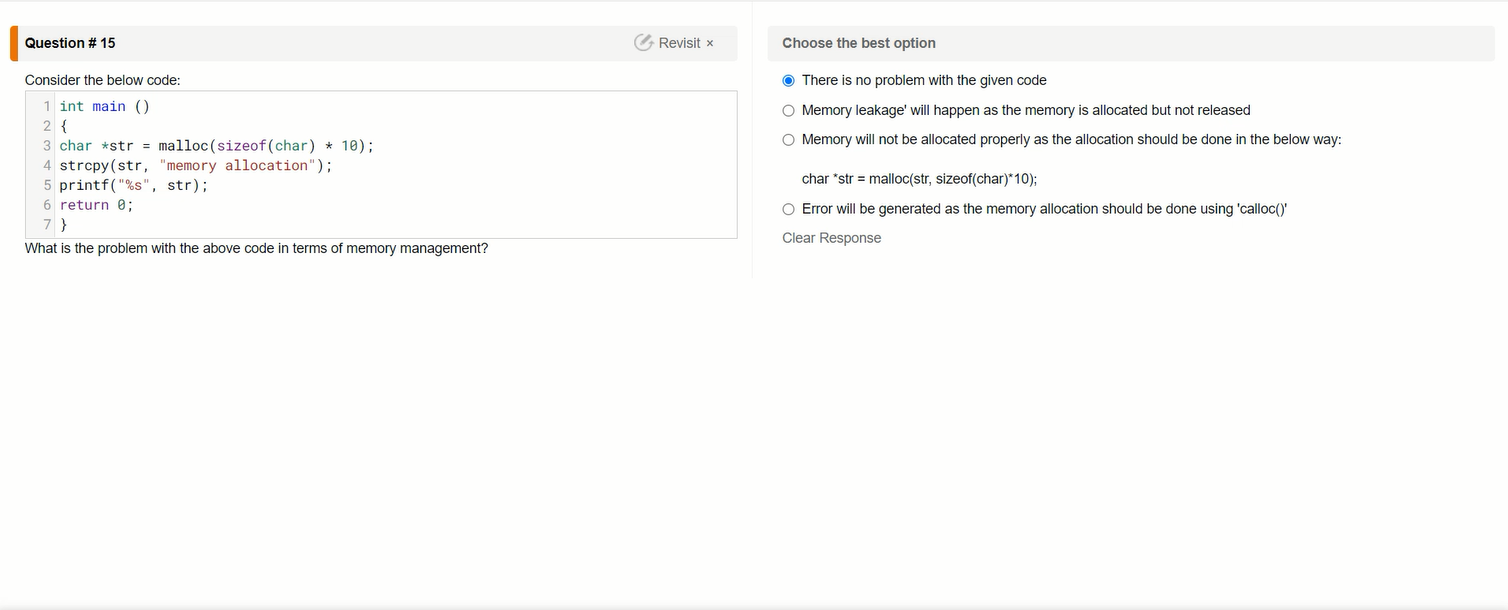 Question # 15
Revisit ×
Consider the below code:
1 int main ()
2 {
3 char *str = malloc(sizeof(char) * 10);
4 strcpy(str, "memory allocation");
5 printf("%s", str);
6 return 0;
7 }
What is the problem with the above code in terms of memory management?
Choose the best option
There is no problem with the given code
Memory leakage' will happen as the memory is allocated but not released
Memory will not be allocated properly as the allocation should be done in the below way:
char *str = malloc(str, sizeof(char)*10);
Error will be generated as the memory allocation should be done using 'calloc()'
Clear Response